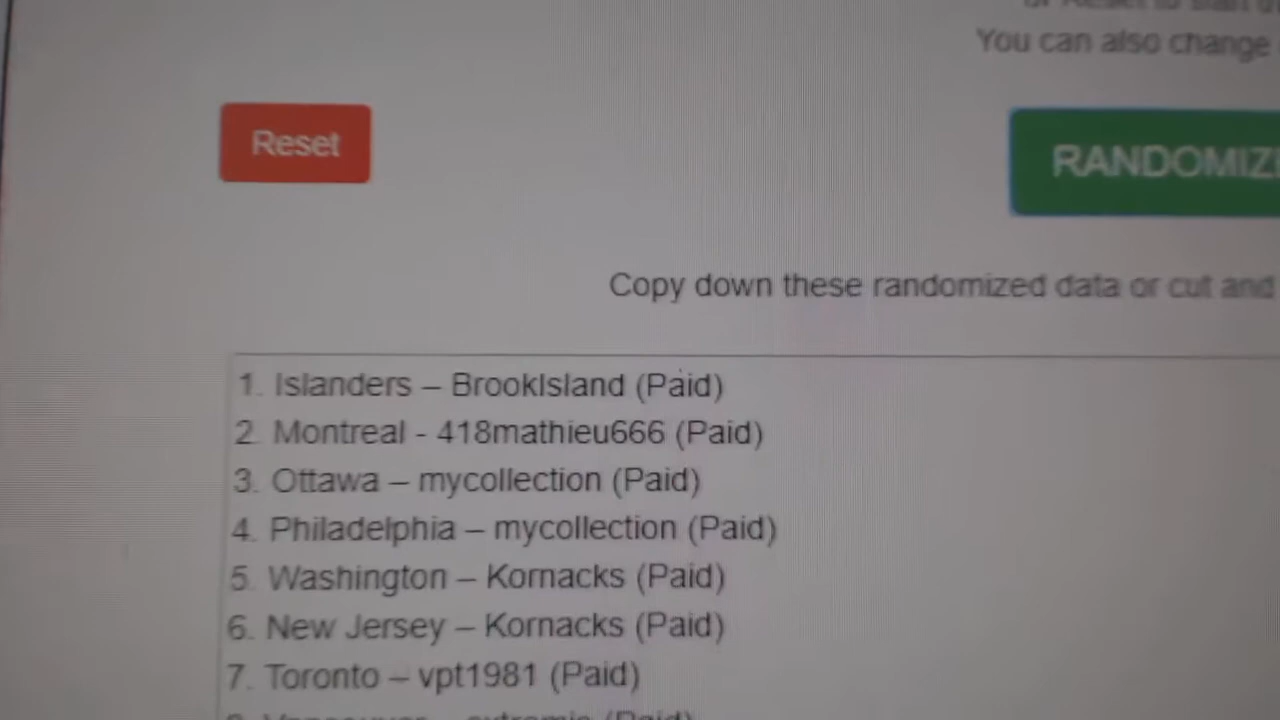 You can also change
Reset
RANDOMIZE
Copy down these randomized data or cut and
1. Islanders – BrookIsland (Paid)
2. Montreal - 418mathieu666 (Paid)
3. Ottawa – mycollection (Paid)
4. Philadelphia – mycollection (Paid)
5. Washington – Kornacks (Paid)
6. New Jersey – Kornacks (Paid)
7. Toronto – vpt1981 (Paid)